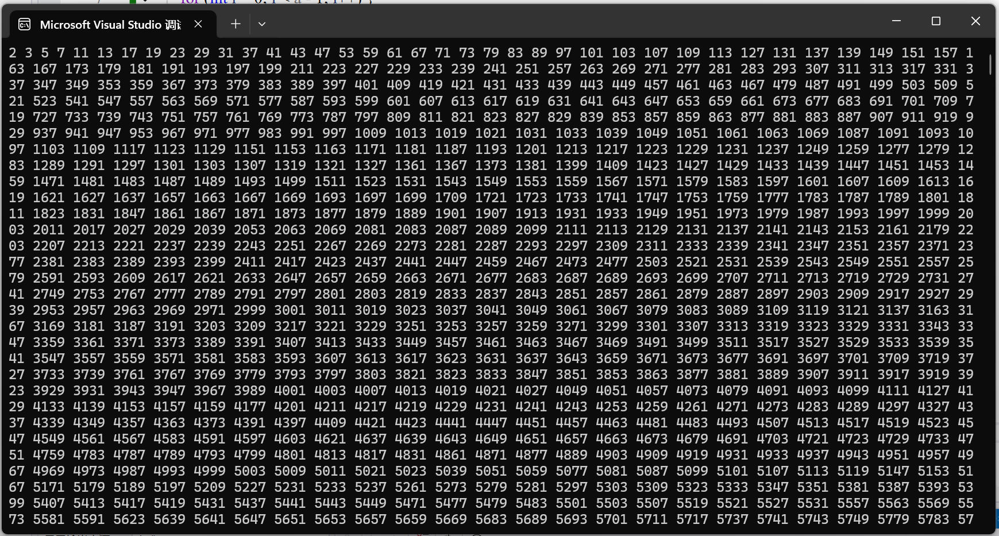 Microsoft Visual Studio 调试
2 3 5 7 11 13 17 19 23 29 31 37 41 43 47 53 59 61 67 71 73 79 83 89 97 101 103 107 109 113 127 131 137 139 149 151 157 1
63 167 173 179 181 191 193 197 199 211 223 227 229 233 239 241 251 257 263 269 271 277 281 283 293 307 311 313 317 331 3
37 347 349 353 359 367 373 379 383 389 397 401 409 419 421 431 433 439 443 449 457 461 463 467 479 487 491 499 503 509 5
21 523 541 547 557 563 569 571 577 587 593 599 601 607 613 617 619 631 641 643 647 653 659 661 673 677 683 691 701 709 7
19 727 733 739 743 751 757 761 769 773 787 797 809 811 821 823 827 829 839 853 857 859 863 877 881 883 887 907 911 919 9
29 937 941 947 953 967 971 977 983 991 997 1009 1013 1019 1021 1031 1033 1039 1049 1051 1061 1063 1069 1087 1091 1093 10
97 1103 1109 1117 1123 1129 1151 1153 1163 1171 1181 1187 1193 1201 1213 1217 1223 1229 1231 1237 1249 1259 1277 1279 12
83 1289 1291 1297 1301 1303 1307 1319 1321 1327 1361 1367 1373 1381 1399 1409 1423 1427 1429 1433 1439 1447 1451 1453 14
59 1471 1481 1483 1487 1489 1493 1499 1511 1523 1531 1543 1549 1553 1559 1567 1571 1579 1583 1597 1601 1607 1609 1613 16
19 1621 1627 1637 1657 1663 1667 1669 1693 1697 1699 1709 1721 1723 1733 1741 1747 1753 1759 1777 1783 1787 1789 1801 18
11 1823 1831 1847 1861 1867 1871 1873 1877 1879 1889 1901 1907 1913 1931 1933 1949 1951 1973 1979 1987 1993 1997 1999 20
03 2011 2017 2027 2029 2039 2053 2063 2069 2081 2083 2087 2089 2099 2111 2113 2129 2131 2137 2141 2143 2153 2161 2179 22
03 2207 2213 2221 2237 2239 2243 2251 2267 2269 2273 2281 2287 2293 2297 2309 2311 2333 2339 2341 2347 2351 2357 2371 23
77 2381 2383 2389 2393 2399 2411 2417 2423 2437 2441 2447 2459 2467 2473 2477 2503 2521 2531 2539 2543 2549 2551 2557 25
79 2591 2593 2609 2617 2621 2633 2647 2657 2659 2663 2671 2677 2683 2687 2689 2693 2699 2707 2711 2713 2719 2729 2731 27
41 2749 2753 2767 2777 2789 2791 2797 2801 2803 2819 2833 2837 2843 2851 2857 2861 2879 2887 2897 2903 2909 2917 2927 29
39 2953 2957 2963 2969 2971 2999 3001 3011 3019 3023 3037 3041 3049 3061 3067 3079 3083 3089 3109 3119 3121 3137 3163 31
67 3169 3181 3187 3191 3203 3209 3217 3221 3229 3251 3253 3257 3259 3271 3299 3301 3307 3313 3319 3323 3329 3331 3343 33
47 3359 3361 3371 3373 3389 3391 3407 3413 3433 3449 3457 3461 3463 3467 3469 3491 3499 3511 3517 3527 3529 3533 3539 35
41 3547 3557 3559 3571 3581 3583 3593 3607 3613 3617 3623 3631 3637 3643 3659 3671 3673 3677 3691 3697 3701 3709 3719 37
27 3733 3739 3761 3767 3769 3779 3793 3797 3803 3821 3823 3833 3847 3851 3853 3863 3877 3881 3889 3907 3911 3917 3919 39
23 3929 3931 3943 3947 3967 3989 4001 4003 4007 4013 4019 4021 4027 4049 4051 4057 4073 4079 4091 4093 4099 4111 4127 41
29 4133 4139 4153 4157 4159 4177 4201 4211 4217 4219 4229 4231 4241 4243 4253 4259 4261 4271 4273 4283 4289 4297 4327 43
37 4339 4349 4357 4363 4373 4391 4397 4409 4421 4423 4441 4447 4451 4457 4463 4481 4483 4493 4507 4513 4517 4519 4523 45
47 4549 4561 4567 4583 4591 4597 4603 4621 4637 4639 4643 4649 4651 4657 4663 4673 4679 4691 4703 4721 4723 4729 4733 47
51 4759 4783 4787 4789 4793 4799 4801 4813 4817 4831 4861 4871 4877 4889 4903 4909 4919 4931 4933 4937 4943 4951 4957 49
67 4969 4973 4987 4993 4999 5003 5009 5011 5021 5023 5039 5051 5059 5077 5081 5087 5099 5101 5107 5113 5119 5147 5153 51
67 5171 5179 5189 5197 5209 5227 5231 5233 5237 5261 5273 5279 5281 5297 5303 5309 5323 5333 5347 5351 5381 5387 5393 53
99 5407 5413 5417 5419 5431 5437 5441 5443 5449 5471 5477 5479 5483 5501 5503 5507 5519 5521 5527 5531 5557 5563 5569 55
73 5581 5591 5623 5639 5641 5647 5651 5653 5657 5659 5669 5683 5689 5693 5701 5711 5717 5737 5741 5743 5749 5779 5783 57